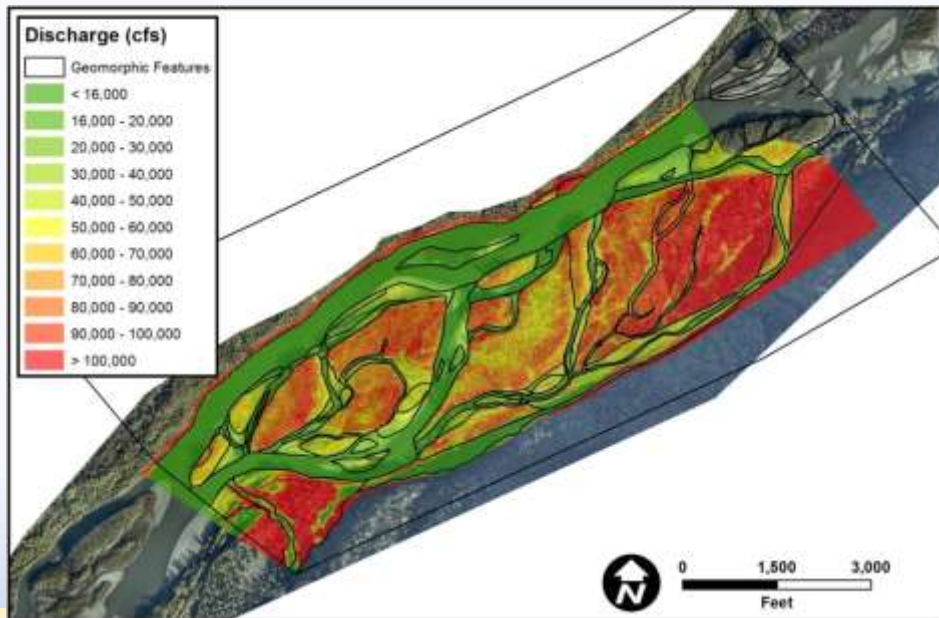 Discharge (cfs)
Geomorphic Features
< 16,000
16,000 - 20,000
20,000 - 30,000
30,000 - 40,000
40,000 - 50,000
50,000 - 60,000
60,000 - 70,000
70,000 - 80,000
80,000 - 90,000
90,000 - 100,000
> 100,000
0 1,500 3,000
Feet